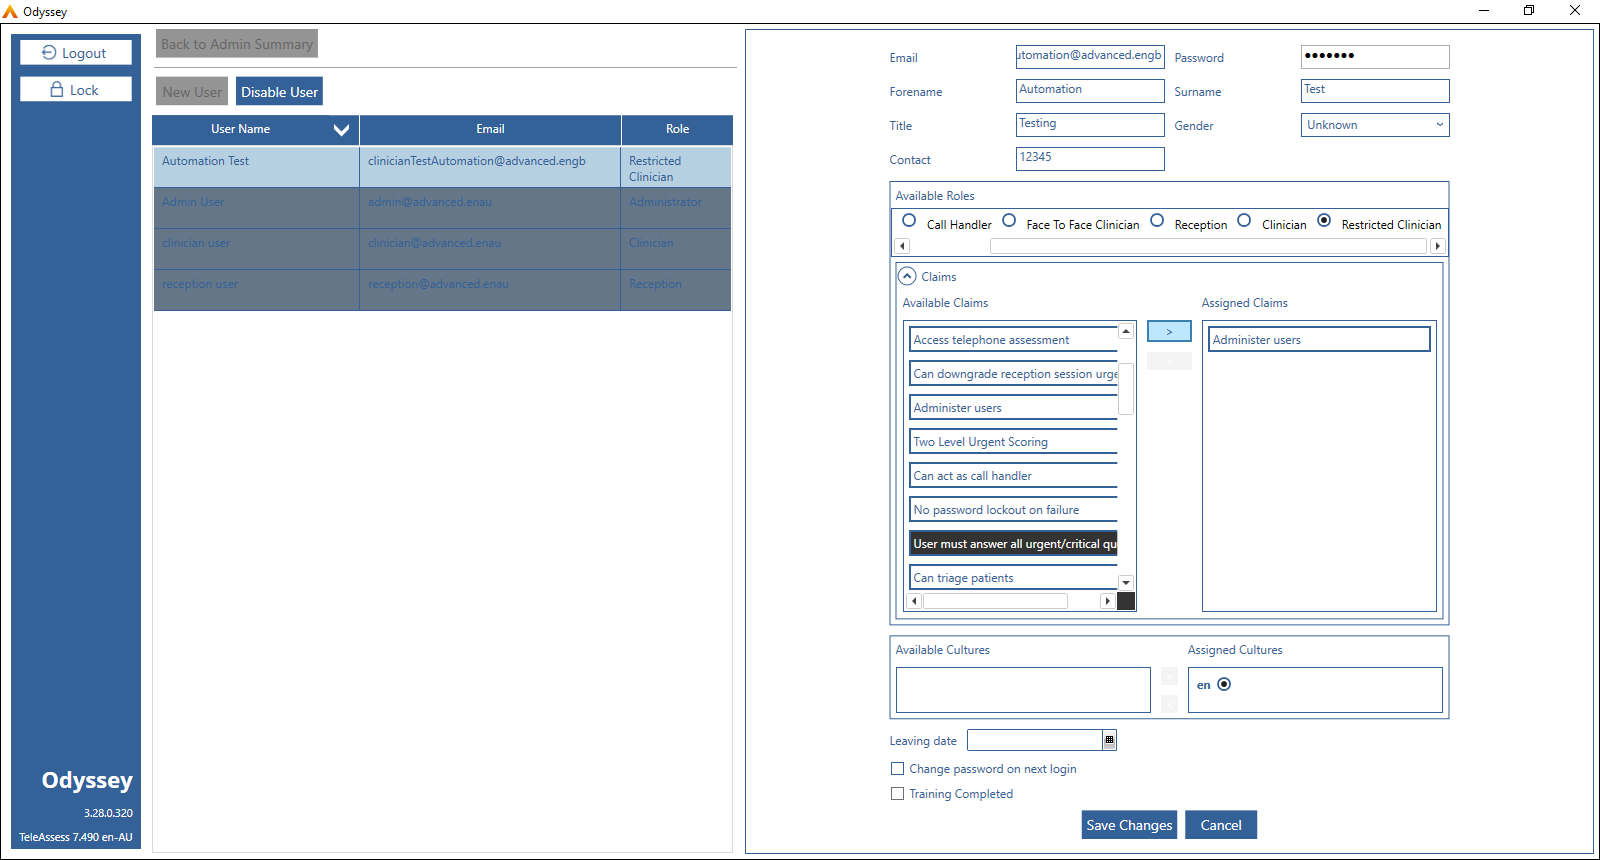 Odyssey
Logout
Lock
Back to Admin Summary
New User
Disable User
User Name
Email
Role
Automation Test
clinicianTestAutomation@advanced.engb
Restricted
Clinician
Admin User
admin@advanced.enau
Administrator
clinician user
clinician@advanced.enau
Clinician
reception user
reception@advanced.enau
Reception
Odyssey
3.28.0.320
TeleAssess 7.490 en-AU
Email
utomation@advanced.engb
Password
•••••••
Forename
Automation
Surname
Test
Title
Testing
Gender
Unknown
Contact
12345
Available Roles
Call Handler
Face To Face Clinician
Reception
Clinician
Restricted Clinician
Claims
Available Claims
Assigned Claims
Access telephone assessment
Can downgrade reception session urge
Administer users
Two Level Urgent Scoring
Can act as call handler
No password lockout on failure
User must answer all urgent/critical qu
Can triage patients
>
<
Administer users
Available Cultures
Assigned Cultures
>
<
en
Leaving date
Change password on next login
Training Completed
Save Changes
Cancel